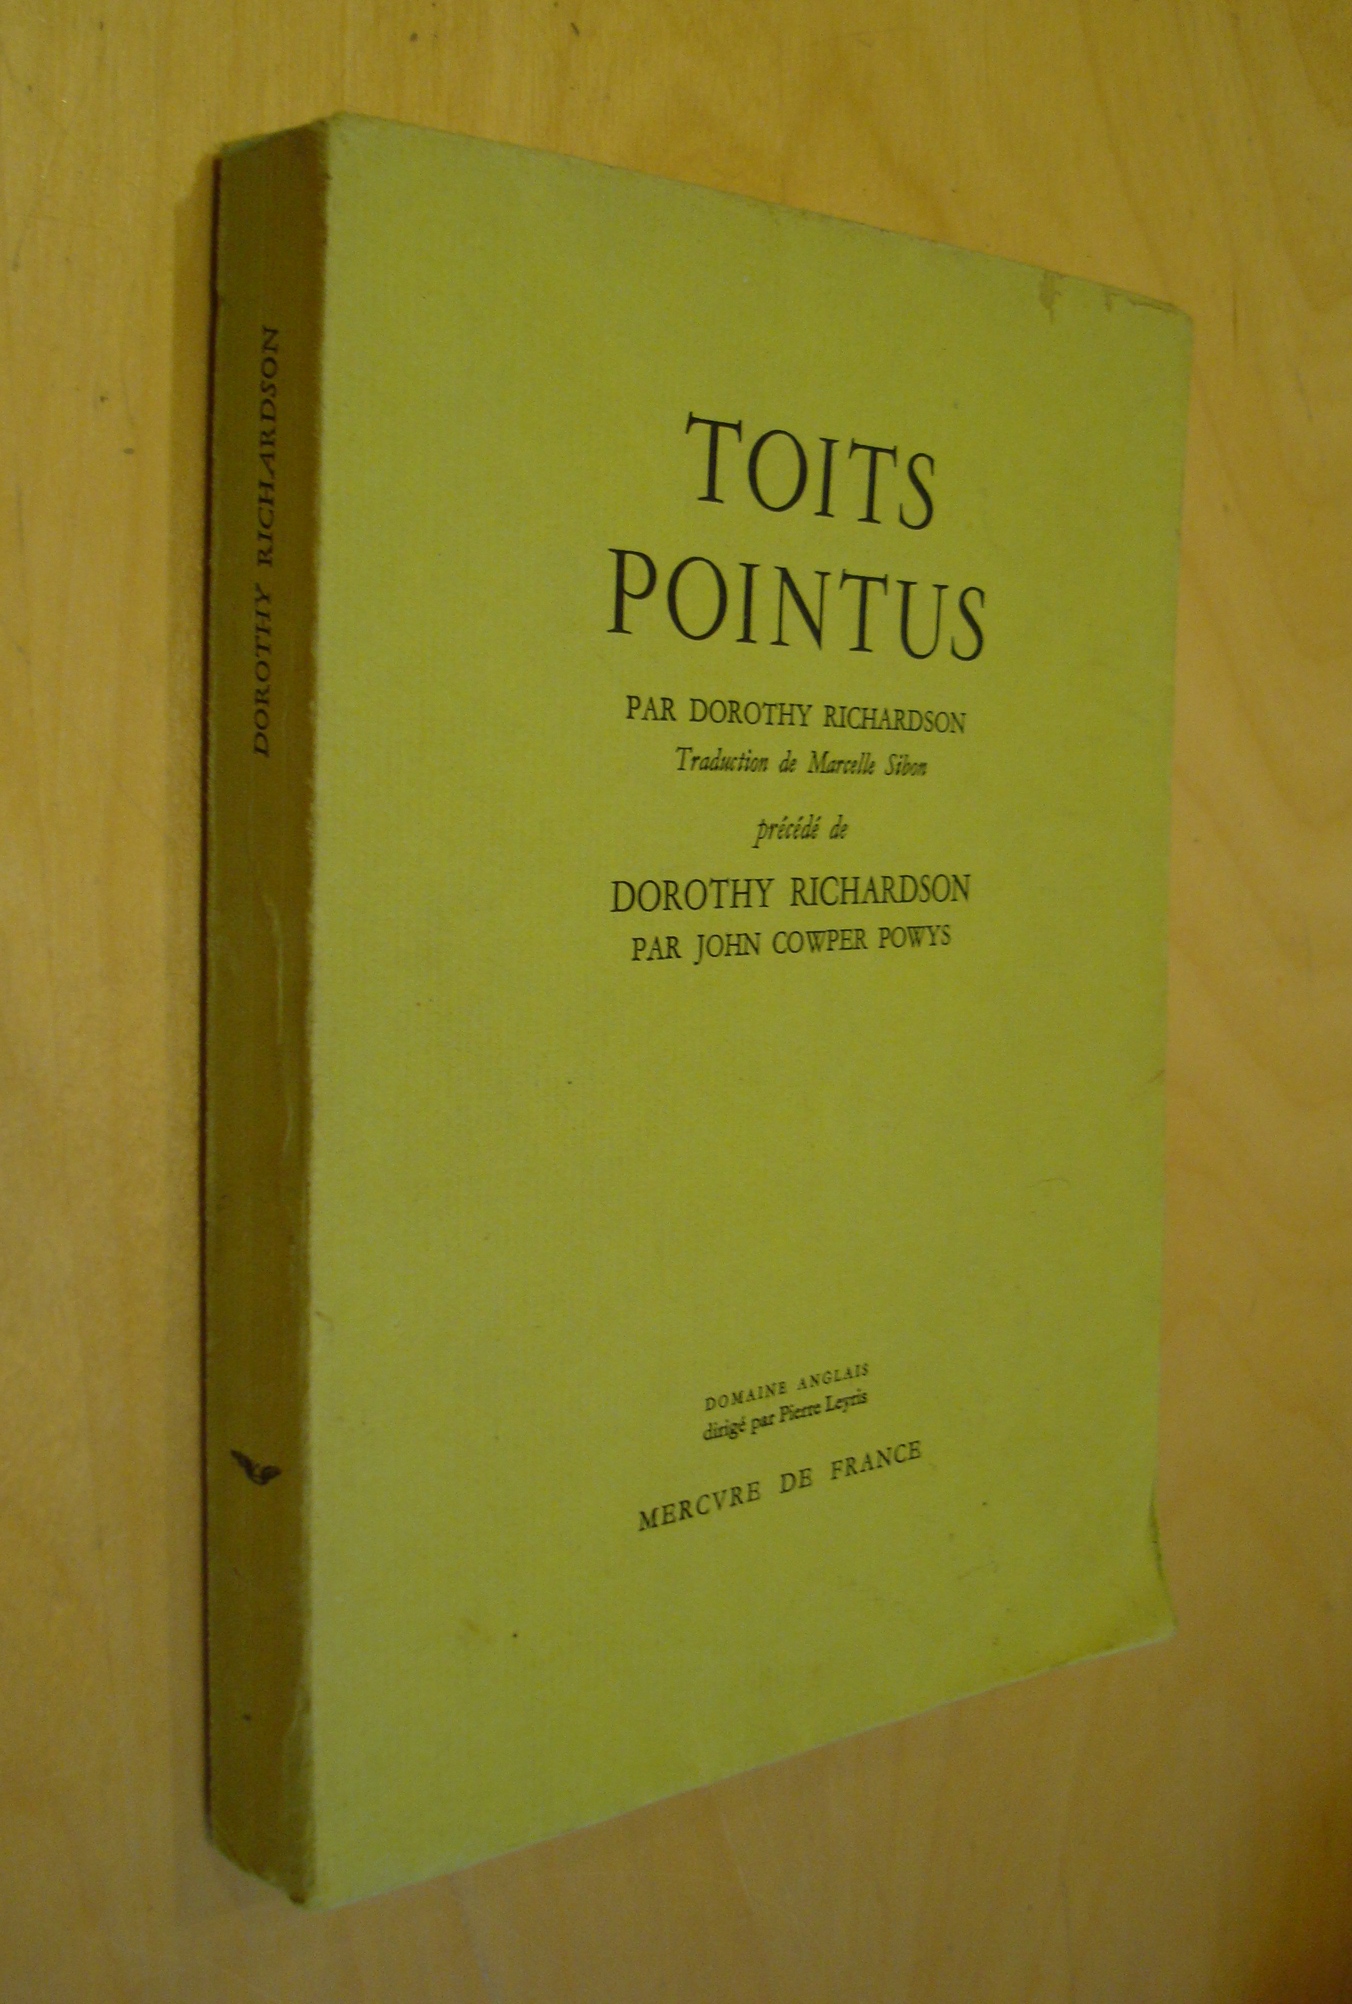 DOROTHY RICHARDSON
TOITS
POINTUS
PAR DOROTHY RICHARDSON
Traduction de Marcelle Sibon
précédé de
DOROTHY RICHARDSON
PAR JOHN COWPER POWYS
DOMAINE ANGLAIS
dirigé par Pierre Leyris
MERCVRE DE FRANCE